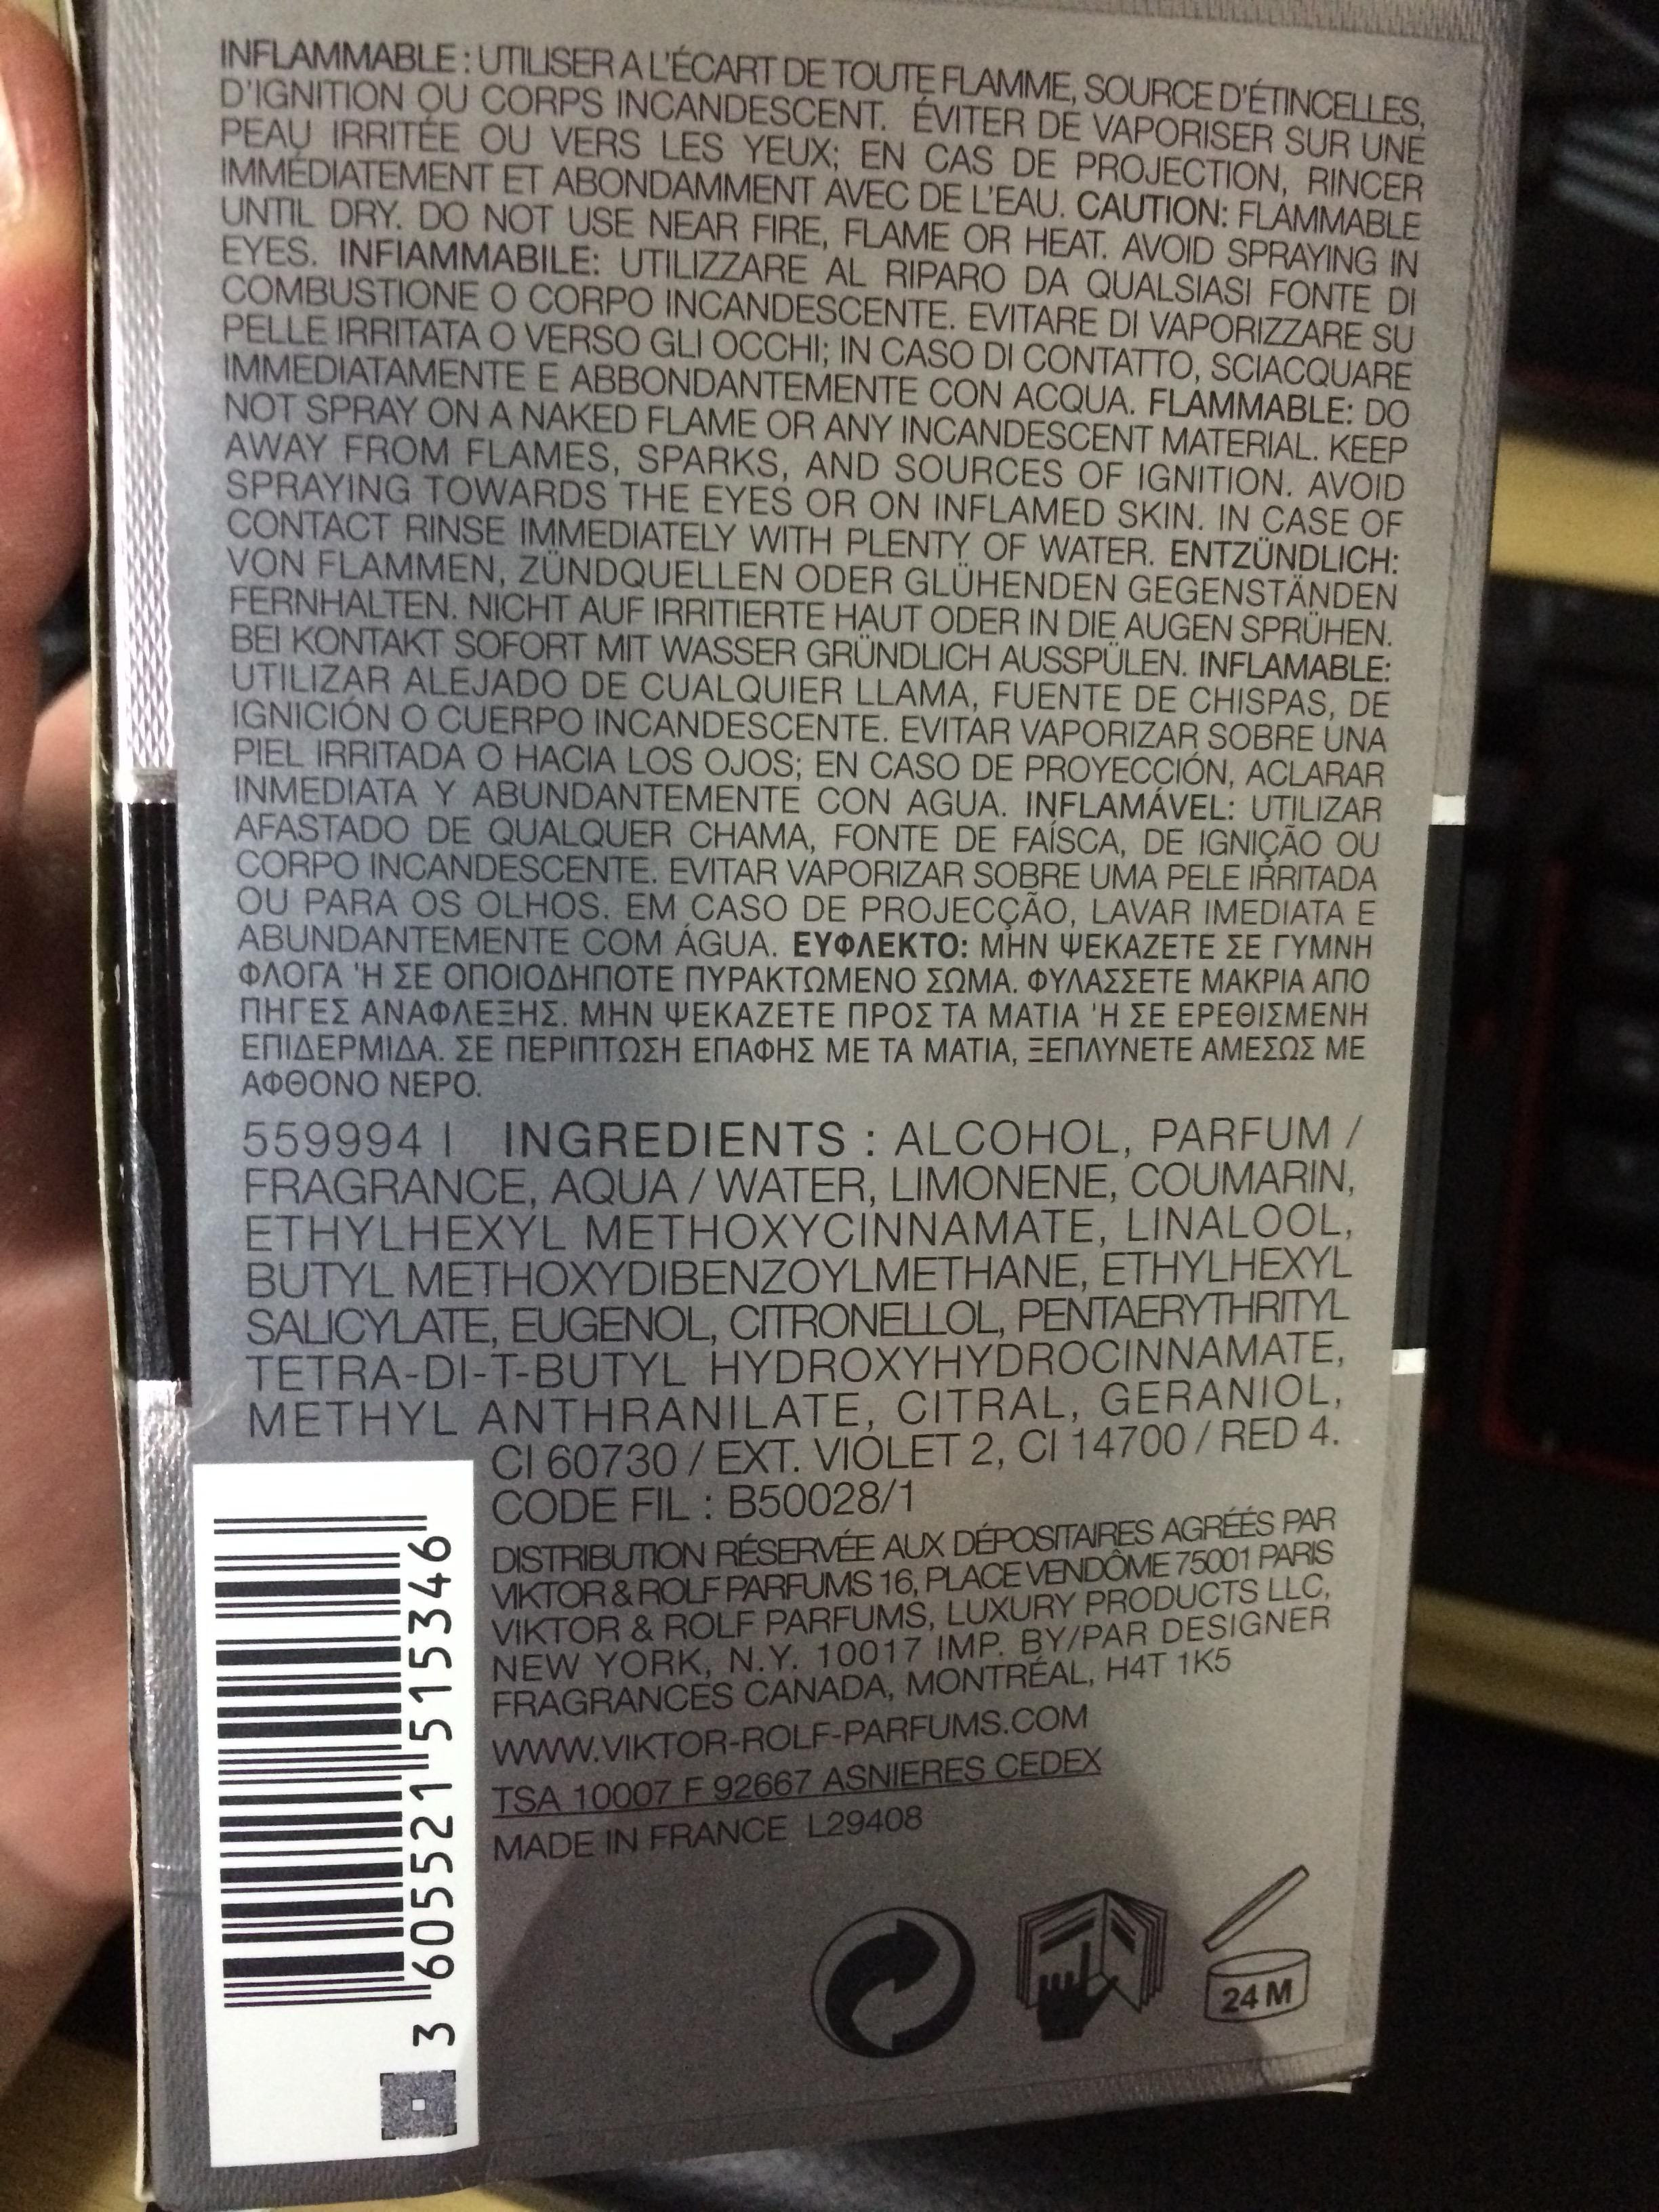 INFLAMMABLE : UTILISER A L'ÉCART DE TOUTE FLAMME, SOURCE D'ÉTINCELLES,
D'IGNITION OU CORPS INCANDESCENT. ÉVITER DE VAPORISER SUR UNE
PEAU IRRITÉE OU VERS LES YEUX; EN CAS DE PROJECTION, RINCER
IMMÉDIATEMENT ET ABONDAMMENT AVEC DE L'EAU. CAUTION: FLAMMABLE
UNTIL DRY. DO NOT USE NEAR FIRE, FLAME OR HEAT. AVOID SPRAYING IN
EYES. INFIAMMABILE: UTILIZZARE AL RIPARO DA QUALSIASI FONTE DI
COMBUSTIONE O CORPO INCANDESCENTE. EVITARE DI VAPORIZZARE SU
PELLE IRRITATA O VERSO GLI OCCHI; IN CASO DI CONTATTO, SCIACQUARE
IMMEDIATAMENTE E ABBONDANTEMENTE CON ACQUA. FLAMMABLE: DO
NOT SPRAY ON A NAKED FLAME OR ANY INCANDESCENT MATERIAL. KEEP
AWAY FROM FLAMES, SPARKS, AND SOURCES OF IGNITION. AVOID
SPRAYING TOWARDS THE EYES OR ON INFLAMED SKIN. IN CASE OF
CONTACT RINSE IMMEDIATELY WITH PLENTY OF WATER. ENTZÜNDLICH:
VON FLAMMEN, ZÜNDQUELLEN ODER GLÜHENDEN GEGENSTÄNDEN
FERNHALTEN. NICHT AUF IRRITIERTE HAUT ODER IN DIE AUGEN SPRÜHEN.
BEI KONTAKT SOFORT MIT WASSER GRÜNDLICH AUSSPÜLEN. INFLAMABLE:
UTILIZAR ALEJADO DE CUALQUIER LLAMA, FUENTE DE CHISPAS, DE
IGNICIÓN O CUERPO INCANDESCENTE. EVITAR VAPORIZAR SOBRE UNA
PIEL IRRITADA O HACIA LOS OJOS; EN CASO DE PROYECCIÓN, ACLARAR
INMEDIATA Y ABUNDANTEMENTE CON AGUA. INFLAMÁVEL: UTILIZAR
AFASTADO DE QUALQUER CHAMA, FONTE DE FAÍSCA, DE IGNIÇÃO OU
CORPO INCANDESCENTE. EVITAR VAPORIZAR SOBRE UMA PELE IRRITADA
OU PARA OS OLHOS. EM CASO DE PROJECÇÃO, LAVAR IMEDIATA E
ABUNDANTEMENTE COM ÁGUA. ΕΥΦΛΕΚΤΟ: ΜΗΝ ΨΕΚΑΖΕΤΕ ΣΕ ΓΥΜΝΗ
ΦΛΟΓΑ 'Η ΣΕ ΟΠΟΙΟΔΗΠΟΤΕ ΠΥΡΑΚΤΩΜΕΝΟ ΣΩΜΑ. ΦΥΛΑΣΣΕΤΕ ΜΑΚΡΙΑ ΑΠΟ
ΠΗΓΕΣ ΑΝΑΦΛΕΞΗΣ. ΜΗΝ ΨΕΚΑΖΕΤΕ ΠΡΟΣ ΤΑ ΜΑΤΙΑ 'Η ΣΕ ΕΡΕΘΙΣΜΕΝΗ
ΕΠΙΔΕΡΜΙΔΑ. ΣΕ ΠΕΡΙΠΤΩΣΗ ΕΠΑΦΗΣ ΜΕ ΤΑ ΜΑΤΙΑ, ΞΕΠΛΥΝΕΤΕ ΑΜΕΣΩΣ ΜΕ
ΑΦΘΟΝΟ ΝΕΡΟ.
559994 I INGREDIENTS : ALCOHOL, PARFUM /
FRAGRANCE, AQUA / WATER, LIMONENE, COUMARIN,
ETHYLHEXYL METHOXYCINNAMATE, LINALOOL,
BUTYL METHOXYDIBENZOYLMETHANE, ETHYLHEXYL
SALICYLATE, EUGENOL, CITRONELLOL, PENTAERYTHRITYL
TETRA-DI-T-BUTYL HYDROXYHYDROCINNAMATE,
METHYL ANTHRANILATE, CITRAL, GERANIOL,
CI 60730 / EXT. VIOLET 2, CI 14700 / RED 4.
CODE FIL : B50028/1
DISTRIBUTION RÉSERVÉE AUX DÉPOSITAIRES AGRÉÉS PAR
VIKTOR & ROLF PARFUMS 16, PLACE VENDÔME 75001 PARIS
VIKTOR & ROLF PARFUMS, LUXURY PRODUCTS LLC,
NEW YORK, N.Y. 10017 IMP. BY/PAR DESIGNER
FRAGRANCES CANADA, MONTRÉAL, H4T 1K5
WWW.VIKTOR-ROLF-PARFUMS.COM
TSA 10007 F 92667 ASNIERES CEDEX
MADE IN FRANCE L29408
3 605521 515346
24 M